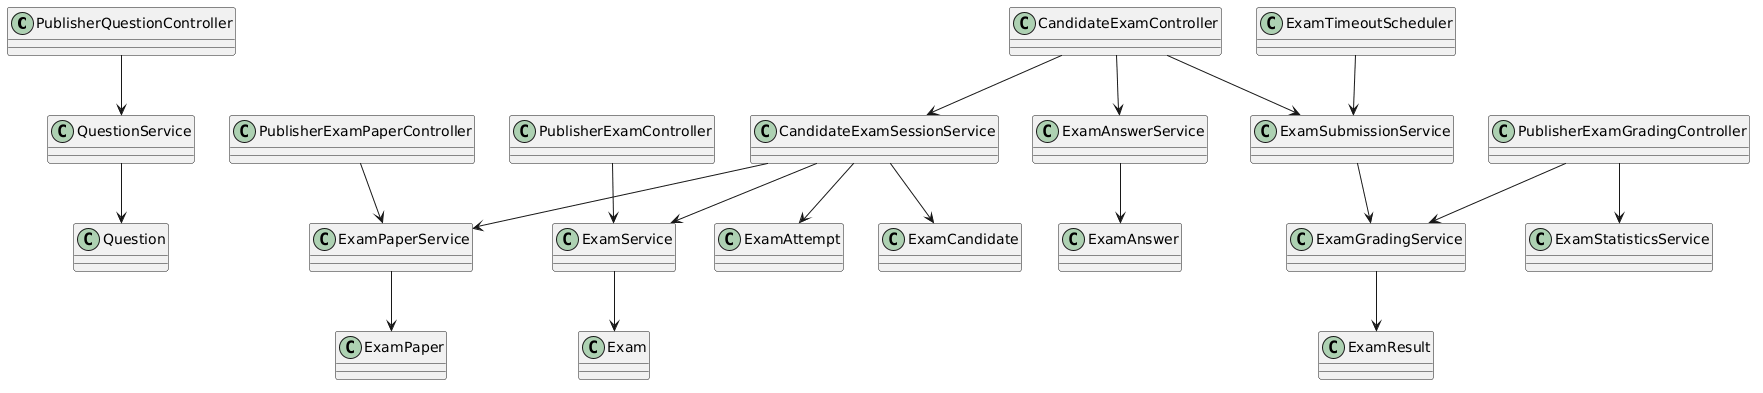 C PublisherQuestionController
C CandidateExamController
C ExamTimeoutScheduler
C QuestionService
C PublisherExamPaperController
C PublisherExamController
C CandidateExamSessionService
C ExamAnswerService
C ExamSubmissionService
C PublisherExamGradingController
C Question
C ExamPaperService
C ExamService
C ExamAttempt
C ExamCandidate
C ExamAnswer
C ExamGradingService
C ExamStatisticsService
C ExamPaper
C Exam
C ExamResult